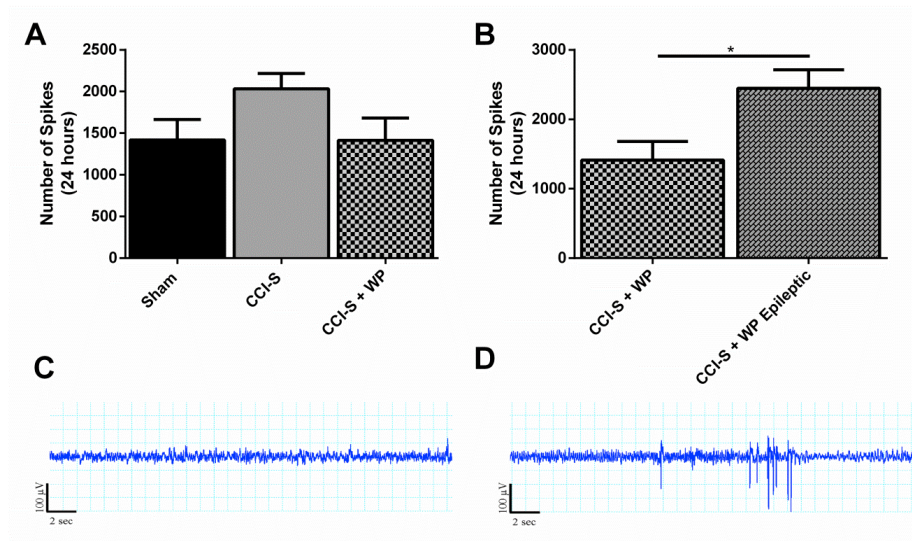 A
Number of Spikes
(24 hours)
2500
2000
1500
1000
500
0
Sham
CCI-S
CCI-S + WP
B
Number of Spikes
(24 hours)
3000
2000
1000
0
*
CCI-S + WP
CCI-S + WP Epileptic
C
100 μV
2 sec
D
100 μV
2 sec